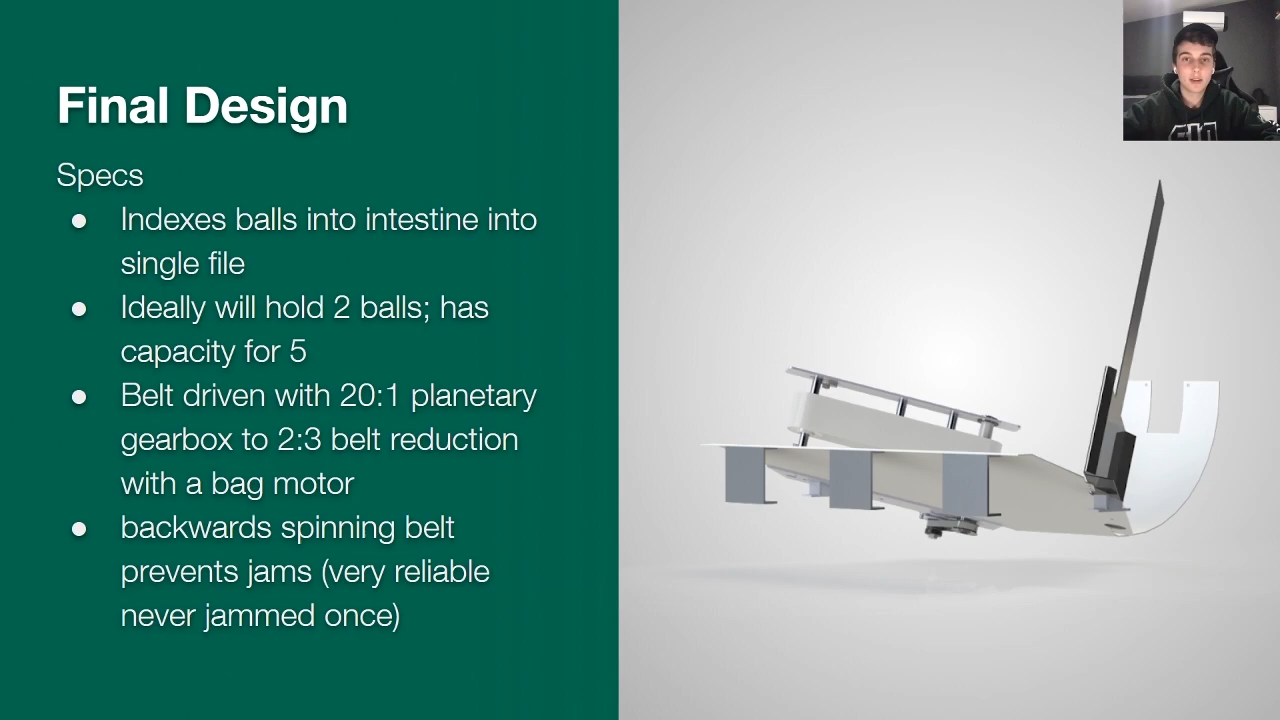 Final Design
Specs
● Indexes balls into intestine into
single file
● Ideally will hold 2 balls; has
capacity for 5
● Belt driven with 20:1 planetary
gearbox to 2:3 belt reduction
with a bag motor
● backwards spinning belt
prevents jams (very reliable
never jammed once)